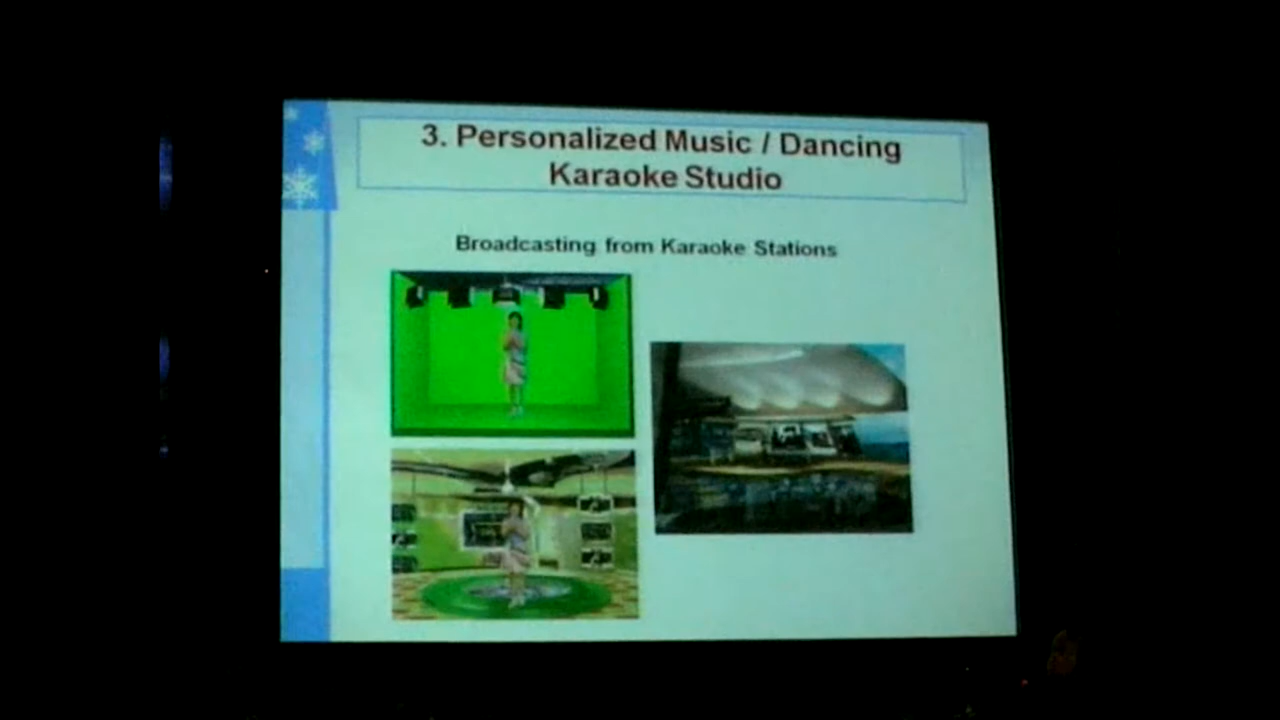 3. Personalized Music / Dancing
Karaoke Studio
Broadcasting from Karaoke Stations